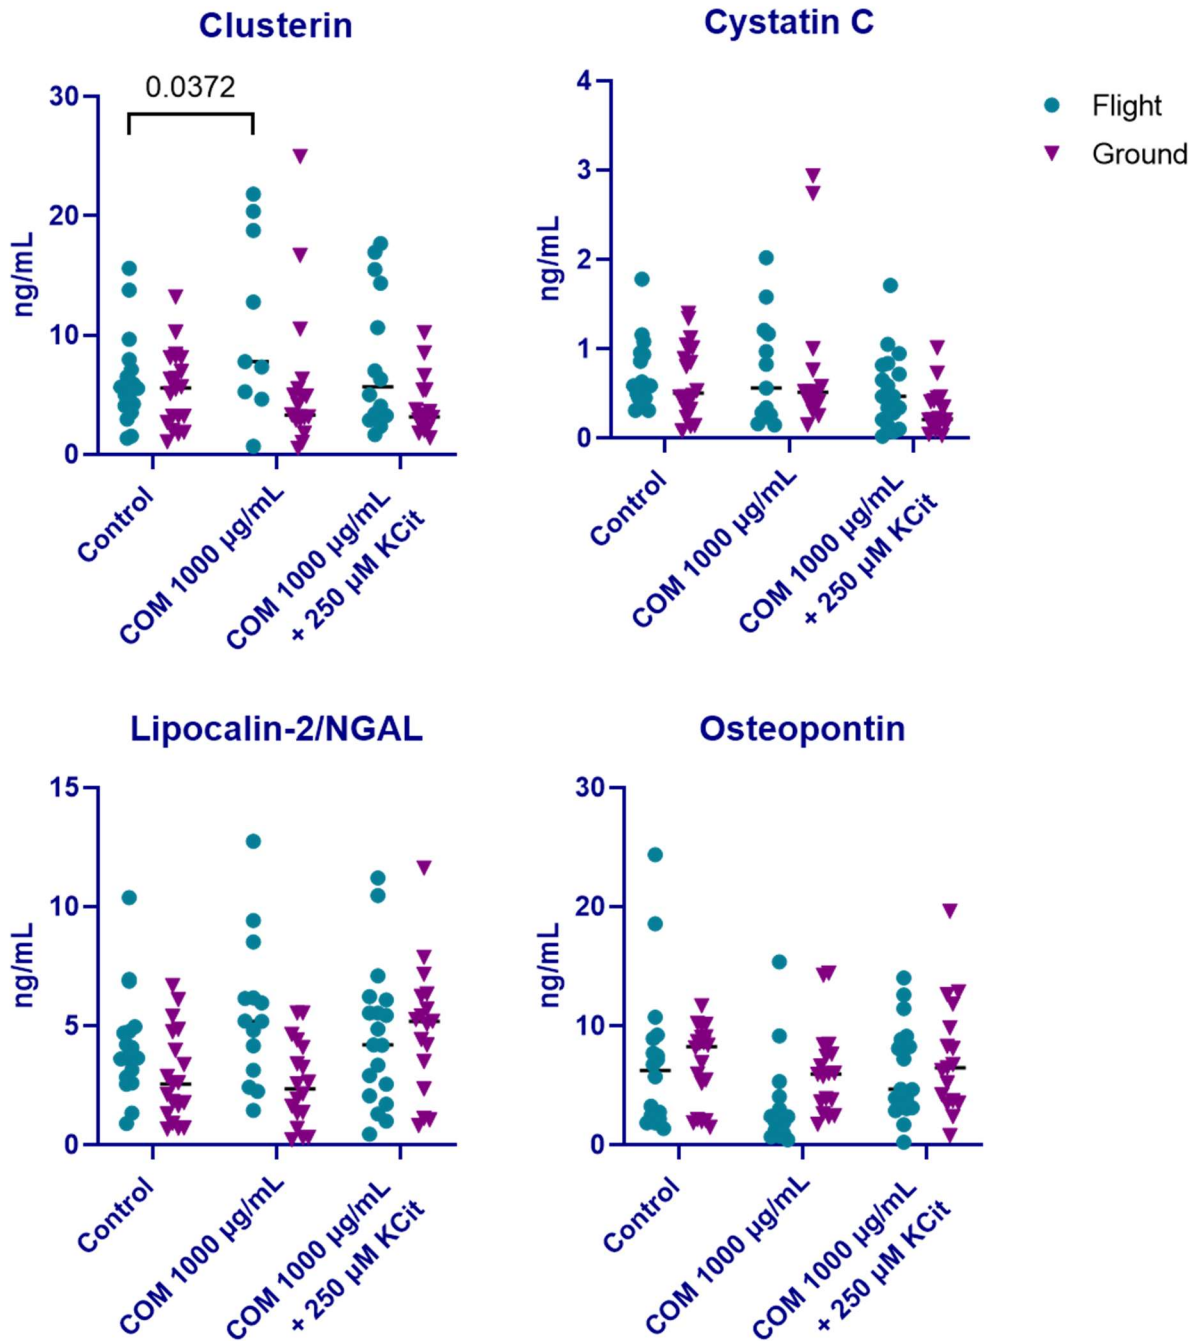 Clusterin
0.0372
30
20
10
0
ng/mL
Control
COM 1000 µg/mL
COM 1000 µg/mL
+ 250 µM KCit
Cystatin C
4
3
2
1
0
ng/mL
Control
COM 1000 µg/mL
COM 1000 µg/mL
+ 250 µM KCit
Flight
Ground
Lipocalin-2/NGAL
15
10
5
0
ng/mL
Control
COM 1000 µg/mL
COM 1000 µg/mL
+ 250 µM KCit
Osteopontin
30
20
10
0
ng/mL
Control
COM 1000 µg/mL
COM 1000 µg/mL
+ 250 µM KCit